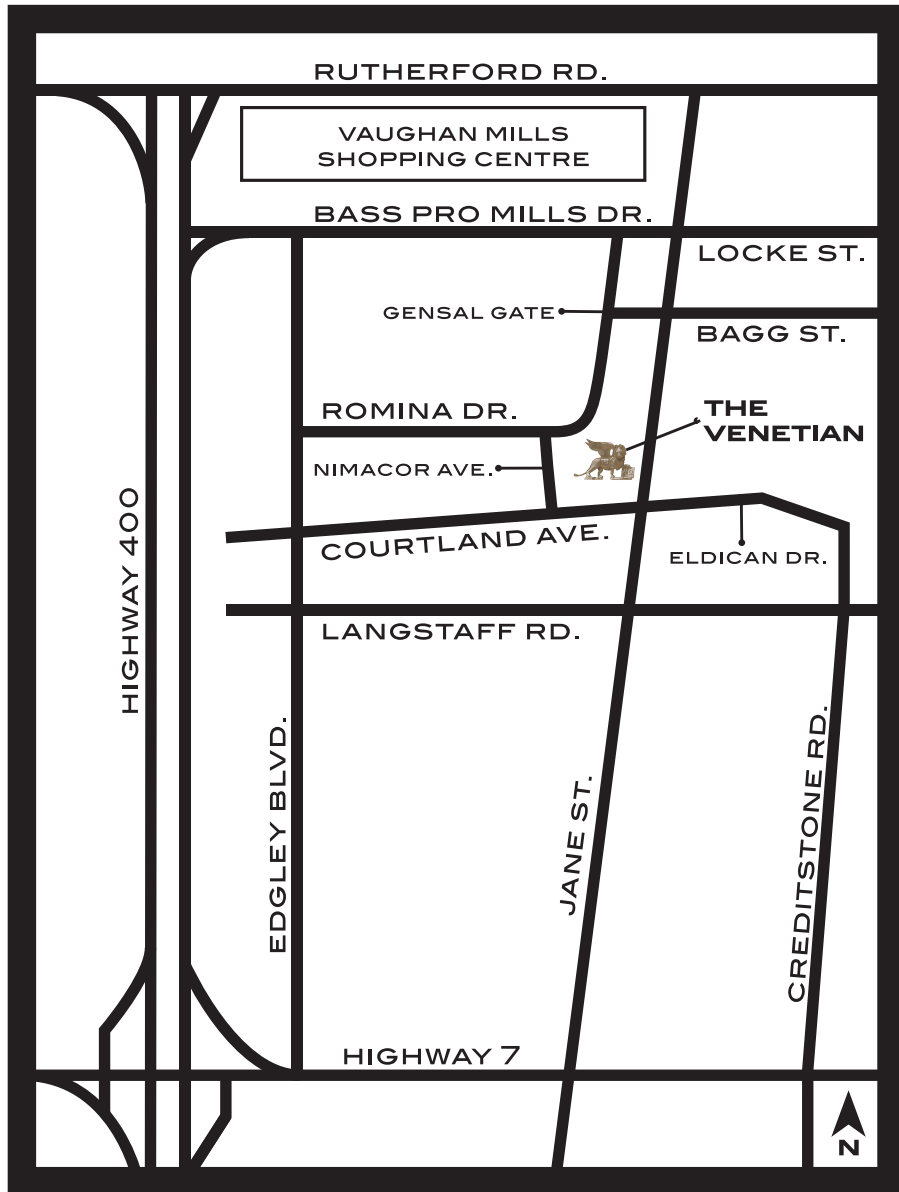 RUTHERFORD RD.
VAUGHAN MILLS
SHOPPING CENTRE
BASS PRO MILLS DR.
LOCKE ST.
GENSAL GATE
BAGG ST.
ROMINA DR.
THE
VENETIAN
NIMACOR AVE.
COURTLAND AVE.
ELDICAN DR.
HIGHWAY 400
LANGSTAFF RD.
EDGLEY BLVD.
JANE ST.
CREDITSTONE RD.
HIGHWAY 7
N